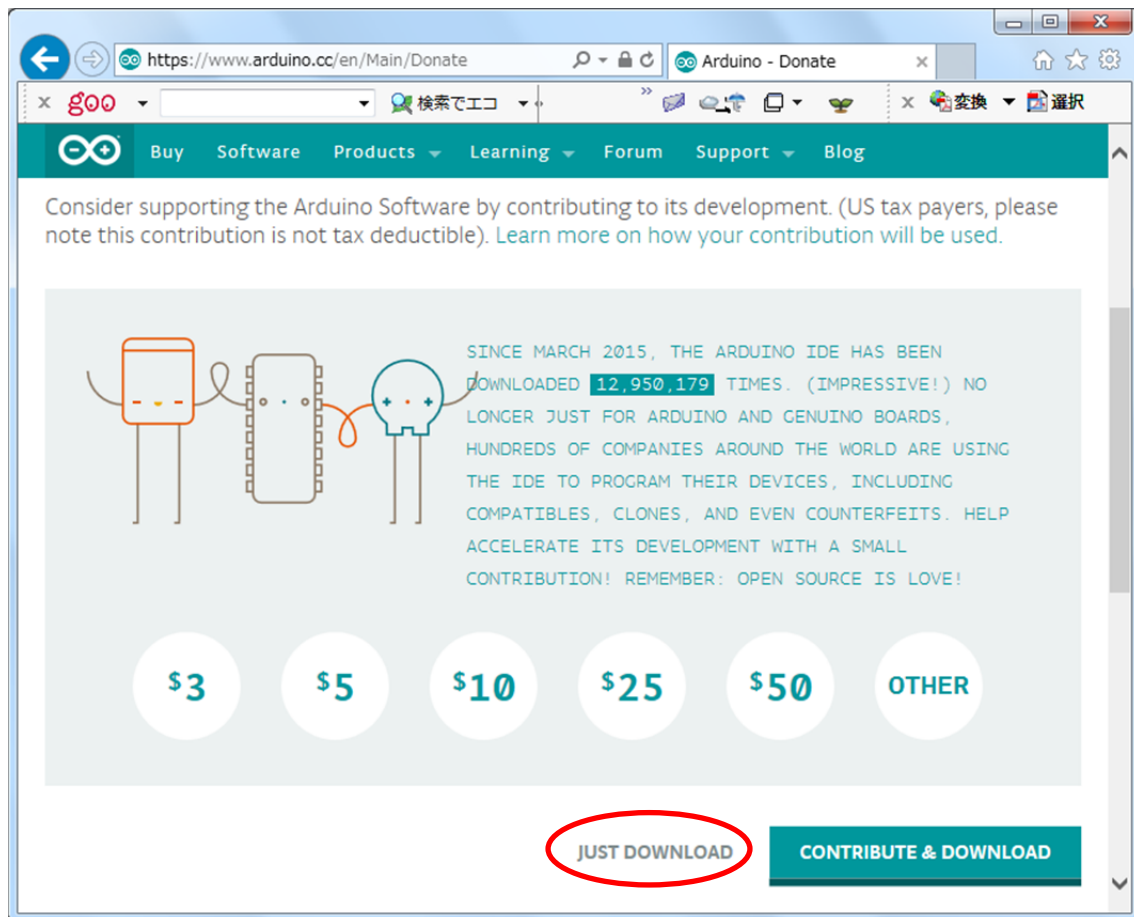 https://www.arduino.cc/en/Main/Donate
Arduino - Donate
goo
検索でエコ
変換
選択
Buy Software Products Learning Forum Support Blog
Consider supporting the Arduino Software by contributing to its development. (US tax payers, please
note this contribution is not tax deductible). Learn more on how your contribution will be used.
SINCE MARCH 2015, THE ARDUINO IDE HAS BEEN
DOWNLOADED 12,950,179 TIMES. (IMPRESSIVE!) NO
LONGER JUST FOR ARDUINO AND GENUINO BOARDS,
HUNDREDS OF COMPANIES AROUND THE WORLD ARE USING
THE IDE TO PROGRAM THEIR DEVICES, INCLUDING
COMPATIBLES, CLONES, AND EVEN COUNTERFEITS. HELP
ACCELERATE ITS DEVELOPMENT WITH A SMALL
CONTRIBUTION! REMEMBER: OPEN SOURCE IS LOVE!
$3 $5 $10 $25 $50 OTHER
JUST DOWNLOAD CONTRIBUTE & DOWNLOAD